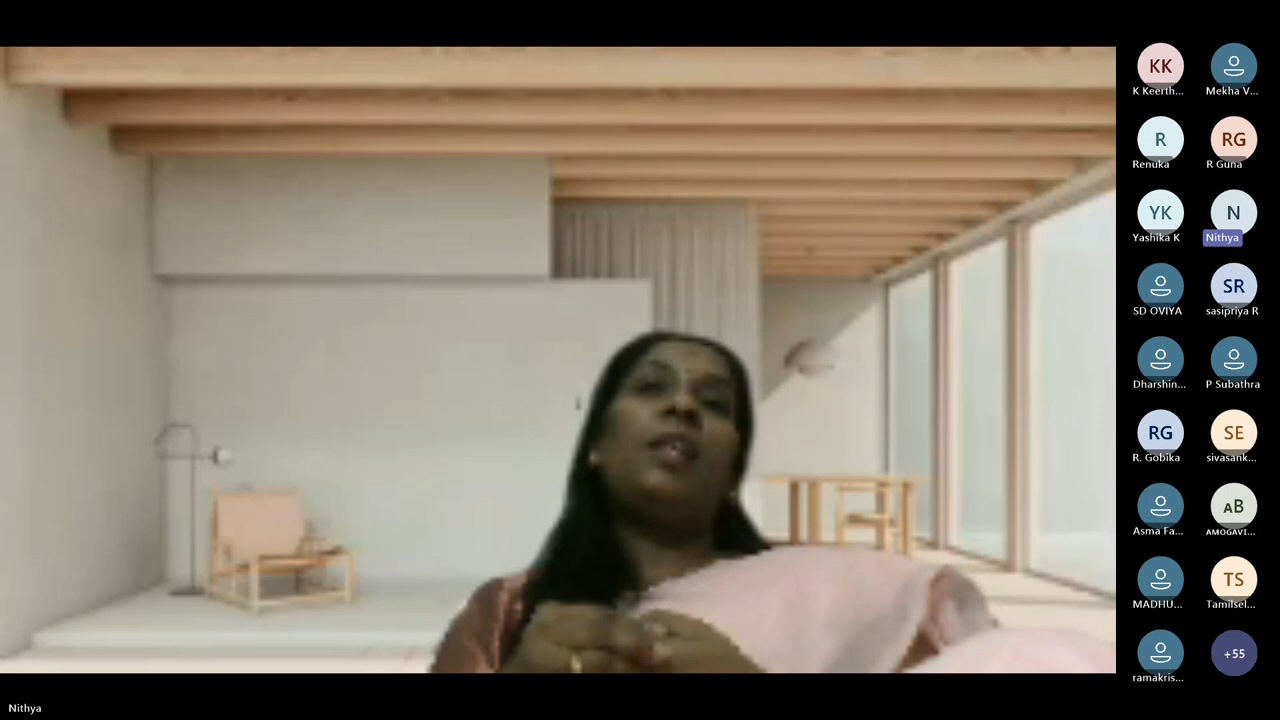 KK
K Keerth...
Mekha V...
R
Renuka
RG
R Guna
YK
Yashika K
N
Nithya
SD OVIYA
SR
sasipriya R
Dharshin...
P Subathra
RG
R. Gobika
SE
sivasank...
Asma Fa...
AB
AMOGAVI...
MADHU...
TS
Tamilsel...
ramakris...
+55
Nithya